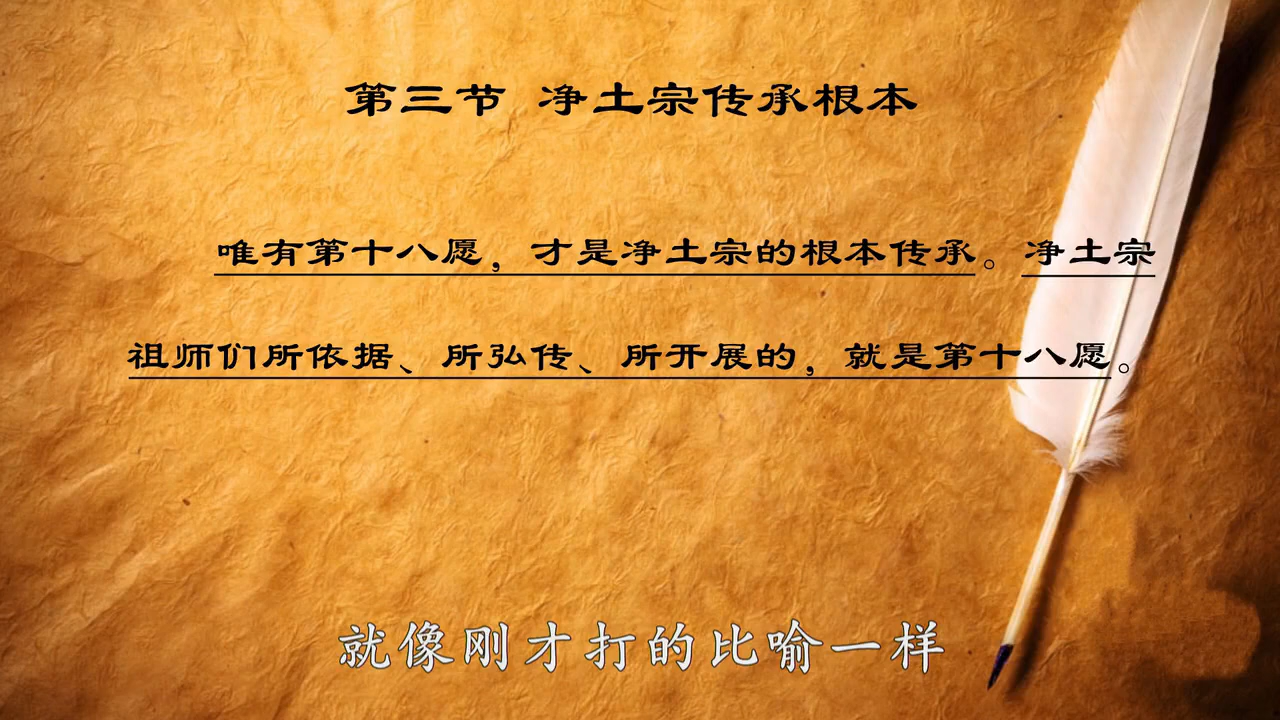 第三节 净土宗传承根本
唯有第十八愿，才是净土宗的根本传承。净土宗
祖师们所依据、所弘传、所开展的，就是第十八愿。
就像刚才打的比喻一样